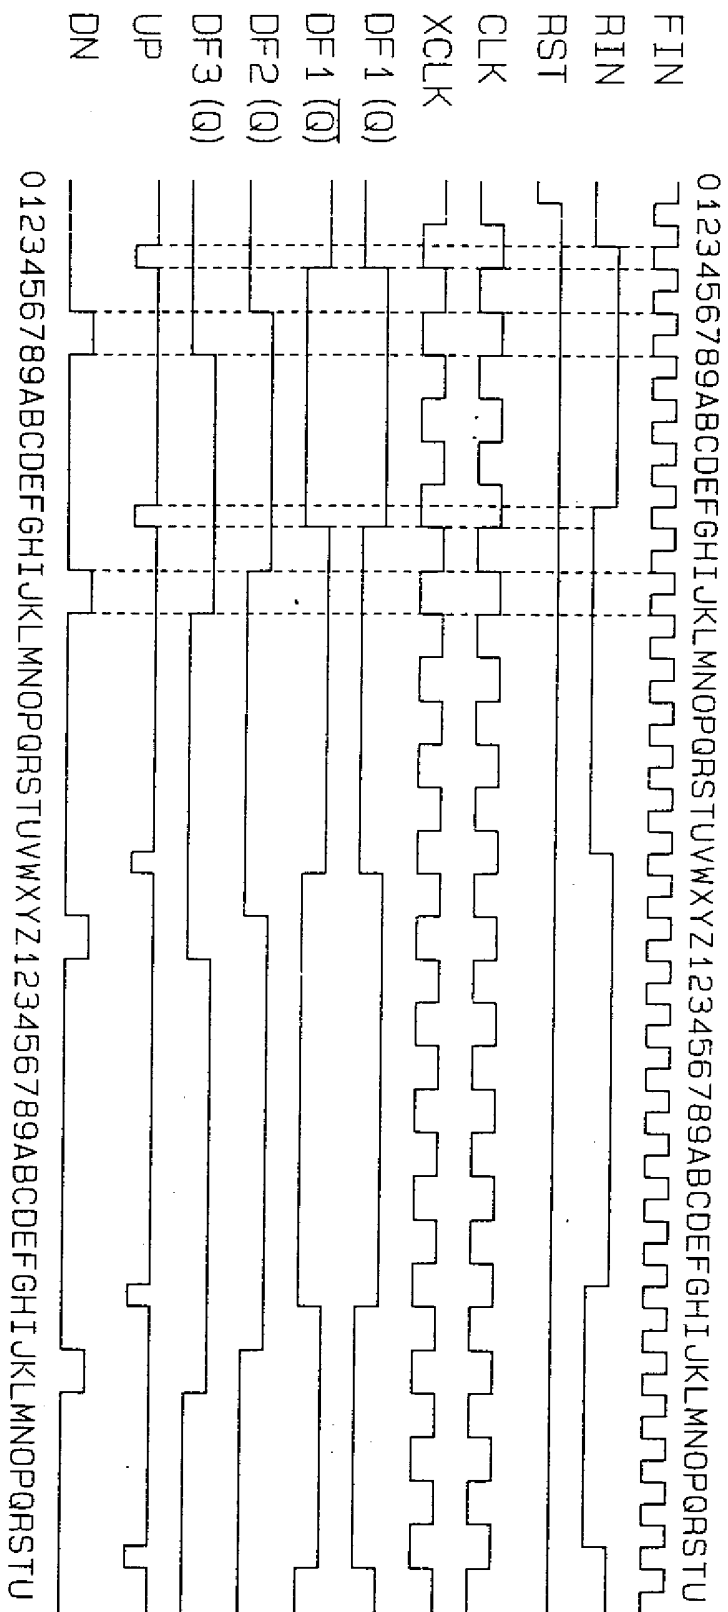 0123456789ABCDEFGHIJKLMNOPQRSTUVWXYZ123456789ABCDEFGHIJKLMNOPQRSTU
FIN
RIN
RST
CLK
XCLK
DF1 (Q)
DF1 (Q̅)
DF2 (Q)
DF3 (Q)
UP
DN
0123456789ABCDEFGHIJKLMNOPQRSTUVWXYZ123456789ABCDEFGHIJKLMNOPQRSTU